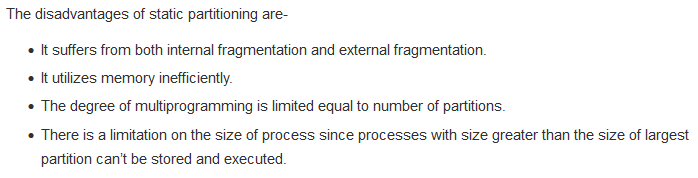 The disadvantages of static partitioning are-
• It suffers from both internal fragmentation and external fragmentation.
• It utilizes memory inefficiently.
• The degree of multiprogramming is limited equal to number of partitions.
• There is a limitation on the size of process since processes with size greater than the size of largest
partition can’t be stored and executed.